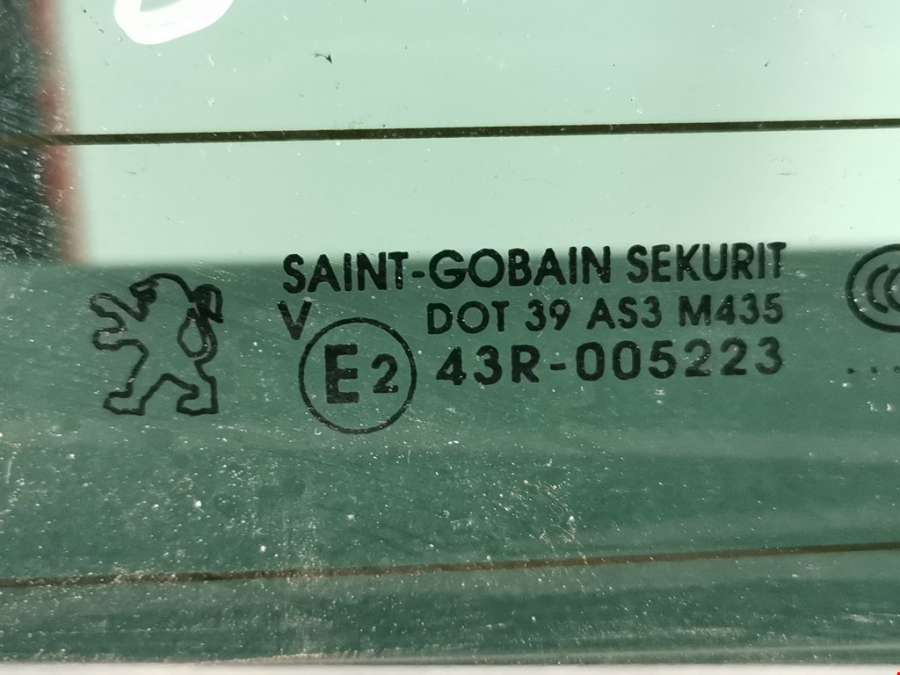 SAINT-GOBAIN SEKURIT
V DOT 39 AS3 M435
E2 43R-005223
...